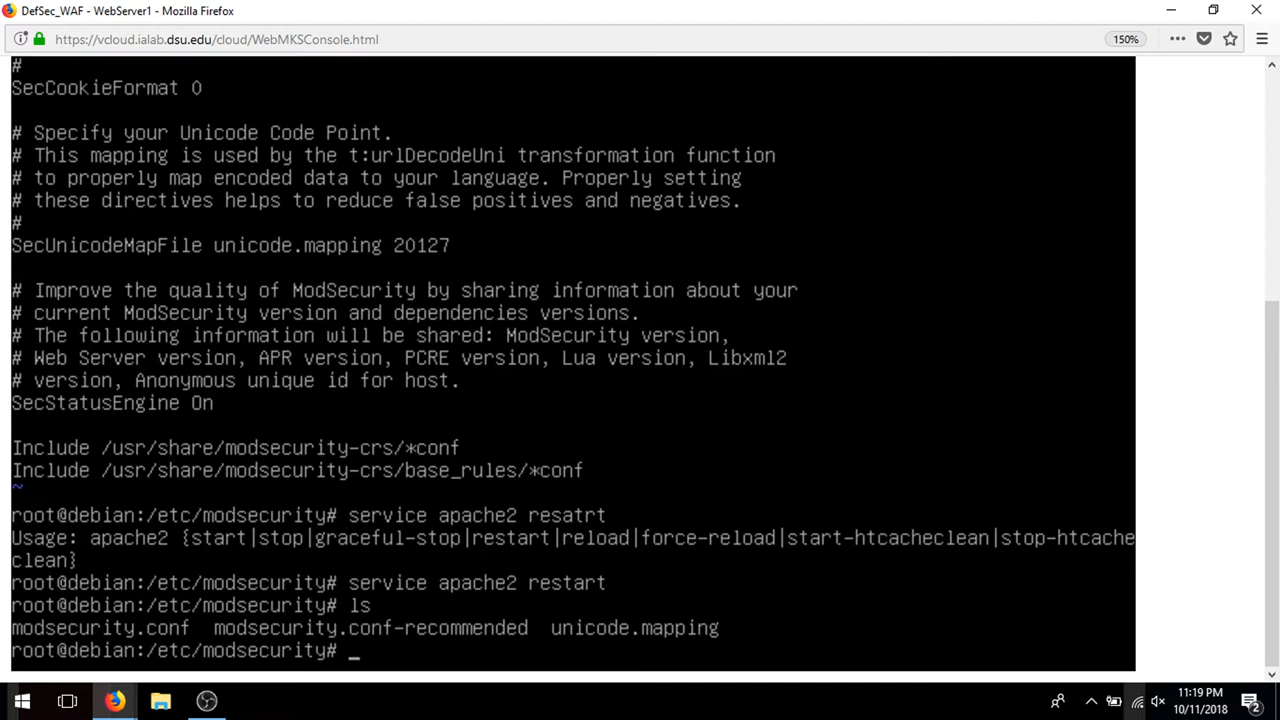 DefSec_WAF - WebServer1 - Mozilla Firefox
https://vcloud.ialab.dsu.edu/cloud/WebMKSConsole.html
150%
#
SecCookieFormat 0
# Specify your Unicode Code Point.
# This mapping is used by the t:urlDecodeUni transformation function
# to properly map encoded data to your language. Properly setting
# these directives helps to reduce false positives and negatives.
#
SecUnicodeMapFile unicode.mapping 20127
# Improve the quality of ModSecurity by sharing information about your
# current ModSecurity version and dependencies versions.
# The following information will be shared: ModSecurity version,
# Web Server version, APR version, PCRE version, Lua version, Libxml2
# version, Anonymous unique id for host.
SecStatusEngine On
Include /usr/share/modsecurity-crs/*conf
Include /usr/share/modsecurity-crs/base_rules/*conf
~
root@debian:/etc/modsecurity# service apache2 resatrt
Usage: apache2 {start|stop|graceful-stop|restart|reload|force-reload|start-htcacheclean|stop-htcache
clean}
root@debian:/etc/modsecurity# service apache2 restart
root@debian:/etc/modsecurity# ls
modsecurity.conf  modsecurity.conf-recommended  unicode.mapping
root@debian:/etc/modsecurity# _
11:19 PM
10/11/2018
2